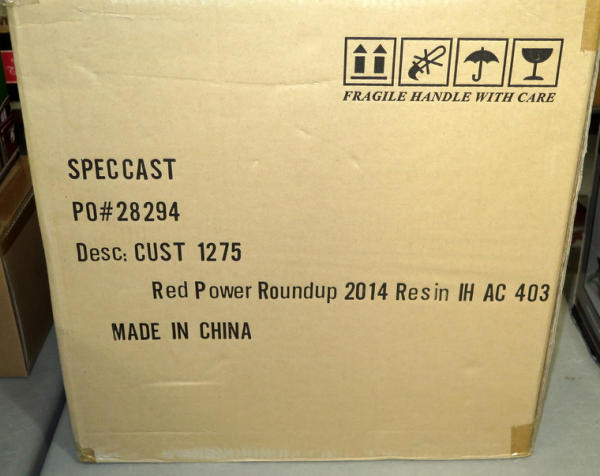 FRAGILE HANDLE WITH CARE
SPECCAST
PO#28294
Desc: CUST 1275
Red Power Roundup 2014 Resin IH AC 403
MADE IN CHINA